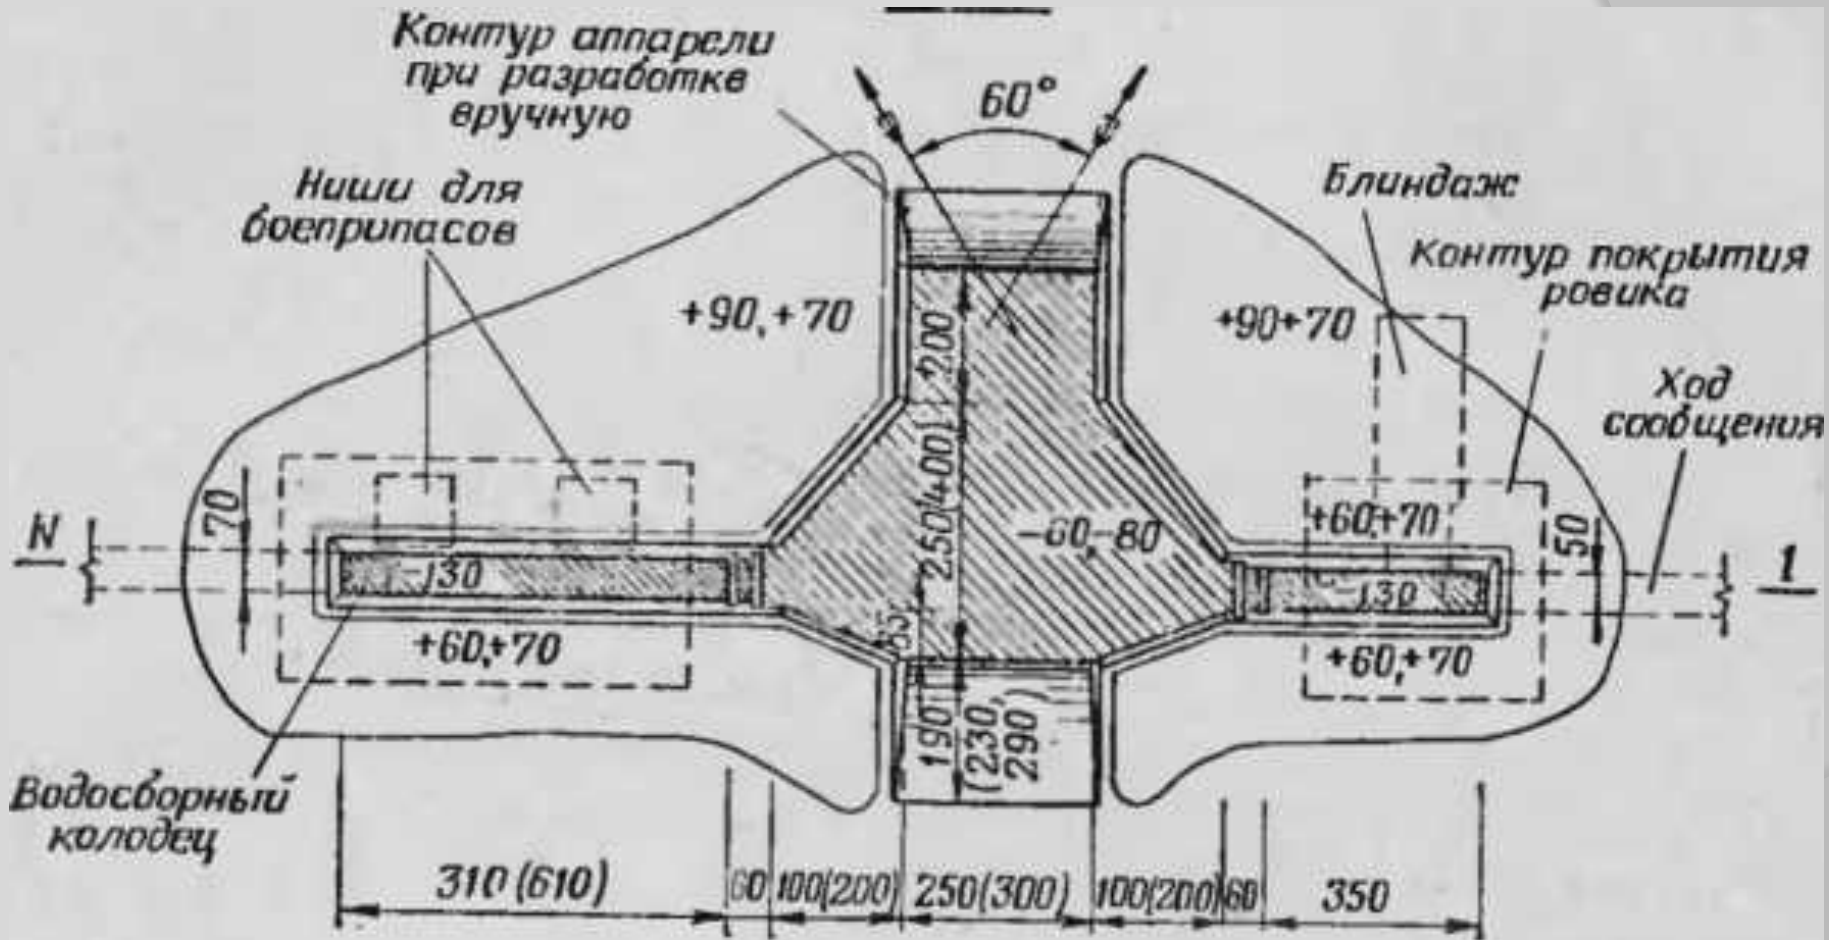 Контур аппарели
при разработке
вручную
60°
Ниши для
боеприпасов
Блиндаж
Контур покрытия
ровика
+90,+70
+90+70
Ход
сообщения
200
250(400)
70
+60,+70
50
N
-130
-60,-80
-130
1
+60,+70
+60,+70
190
(230,
290)
Водосборный
колодец
310(610)
60
100(200)
250(300)
100(200)
60
350